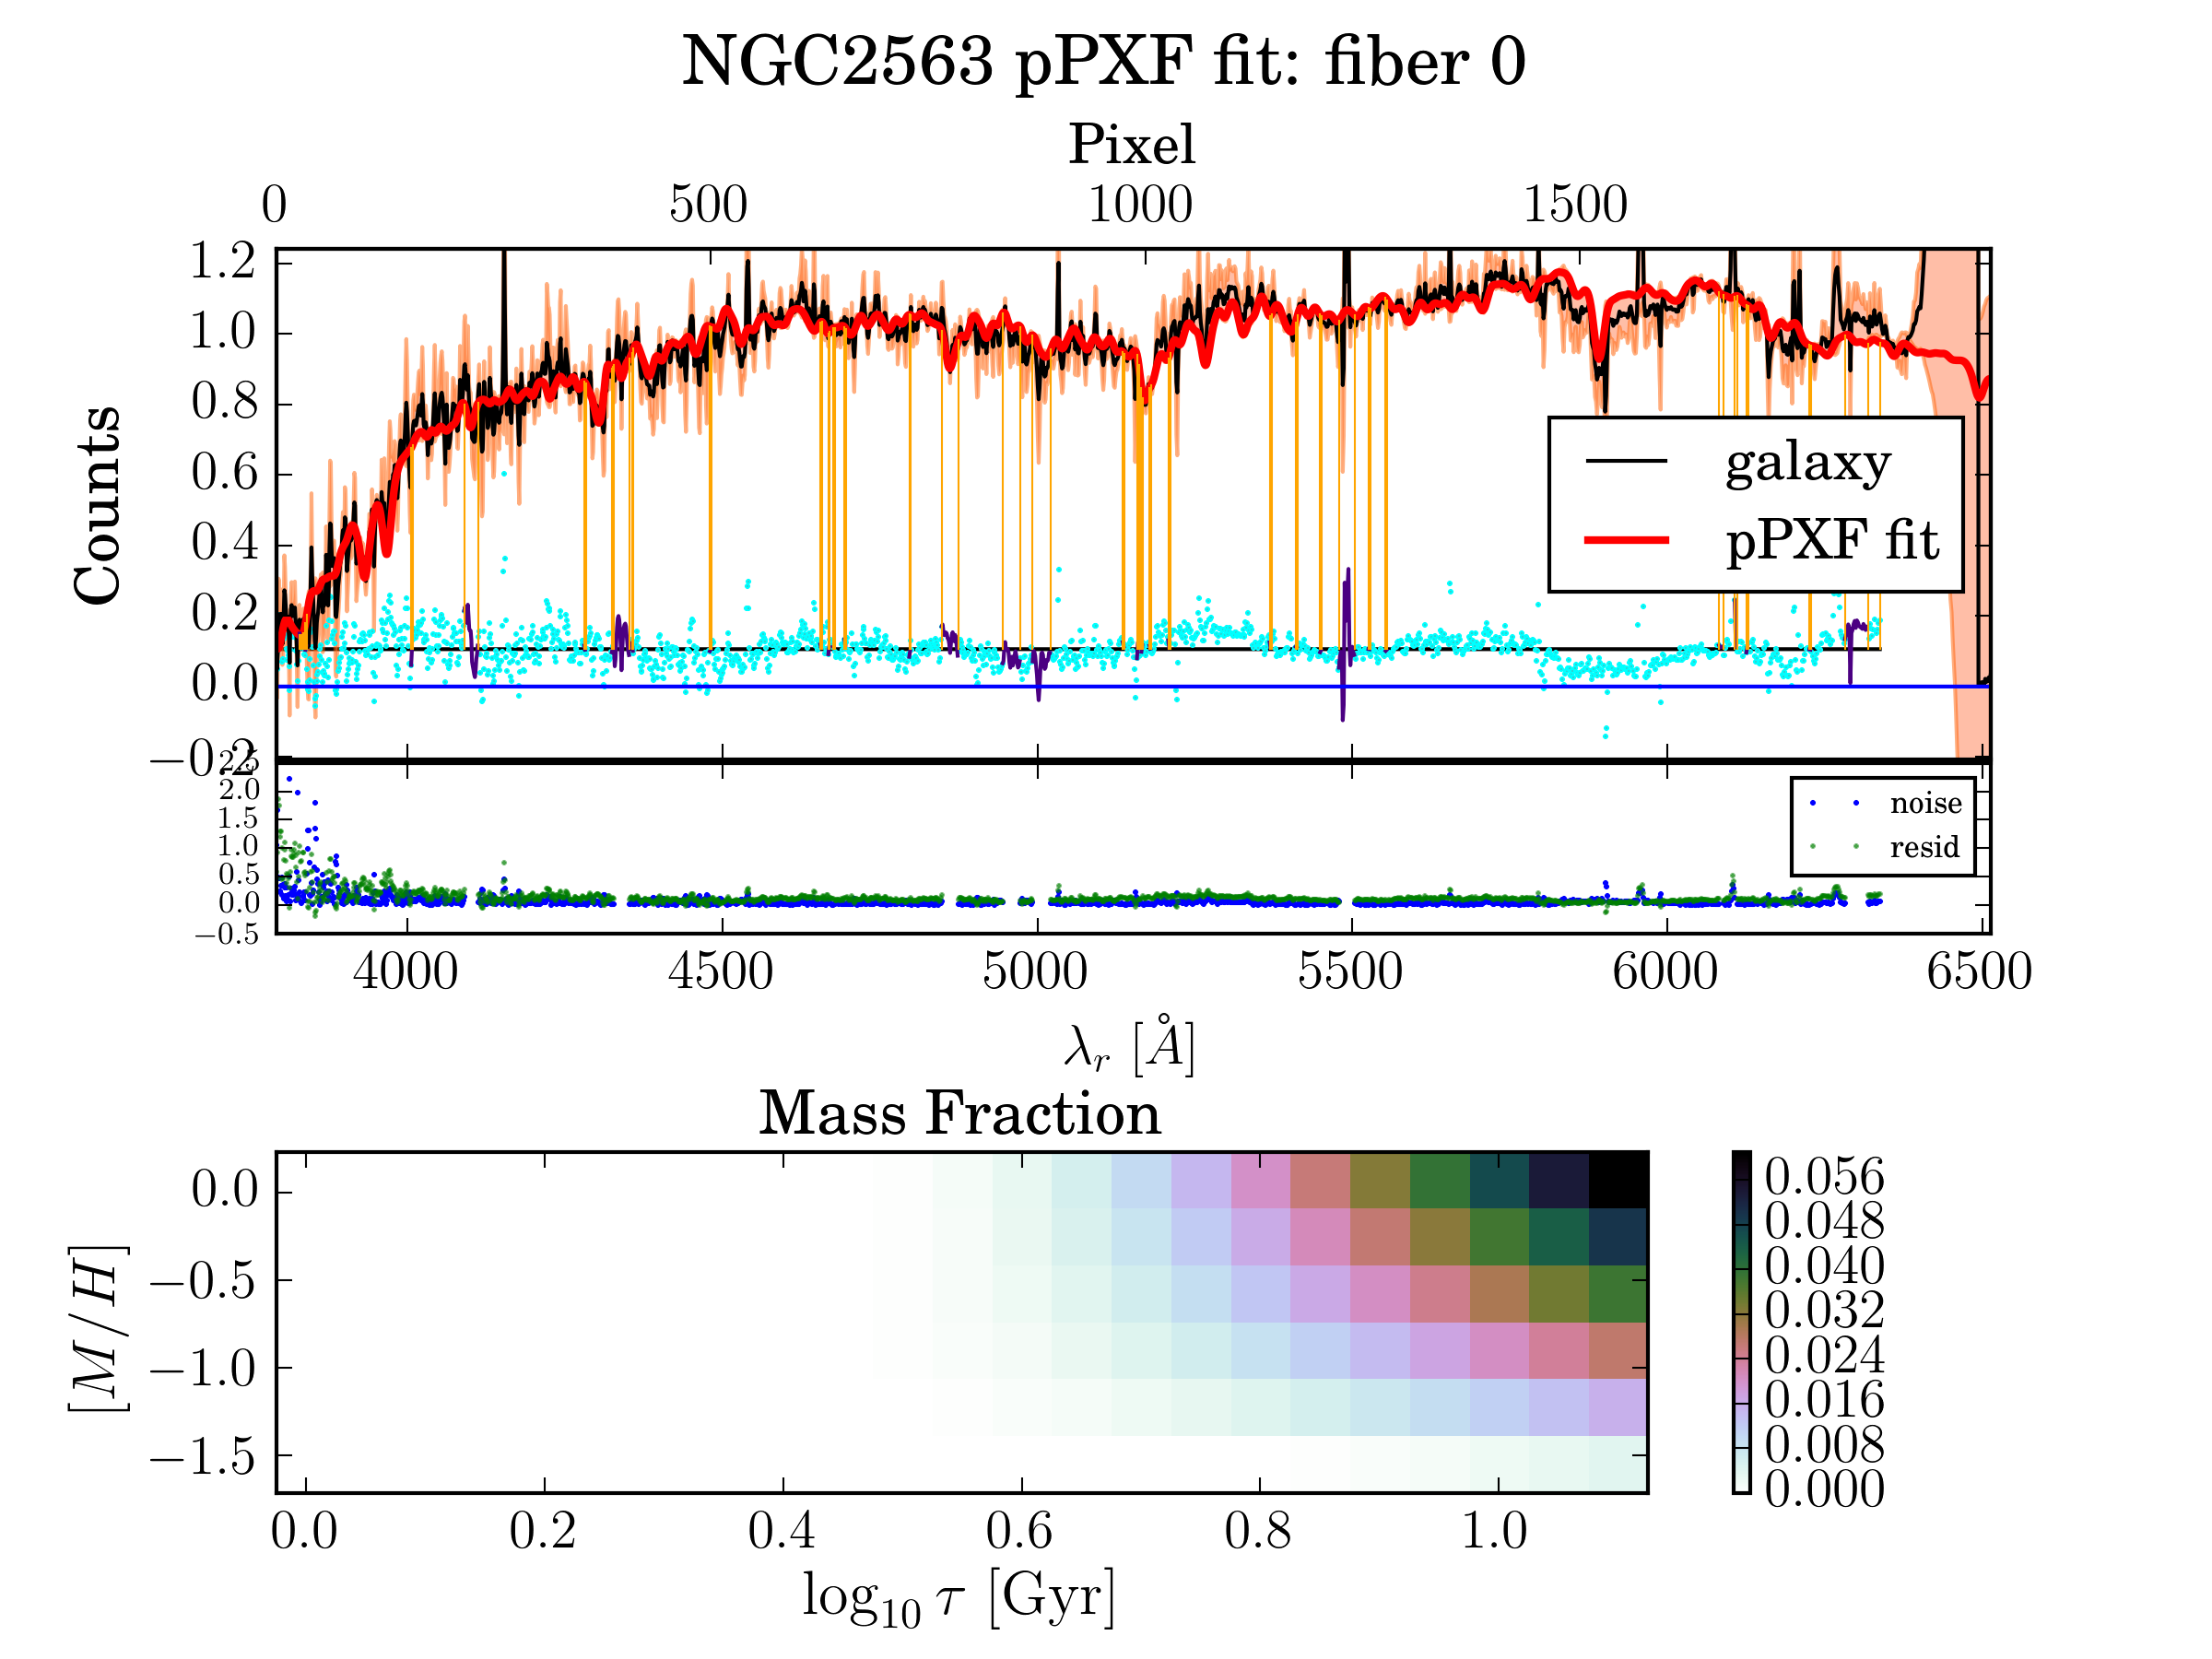 NGC2563 pPXF fit: fiber 0
Pixel
0 500 1000 1500
Counts
1.2
1.0
0.8
0.6
0.4
0.2
0.0
−0.2
galaxy
pPXF fit
2.5
2.0
1.5
1.0
0.5
0.0
−0.5
noise
resid
4000 4500 5000 5500 6000 6500
λr [Å]
Mass Fraction
[M/H]
0.0
−0.5
−1.0
−1.5
0.0 0.2 0.4 0.6 0.8 1.0
log10 τ [Gyr]
0.056
0.048
0.040
0.032
0.024
0.016
0.008
0.000